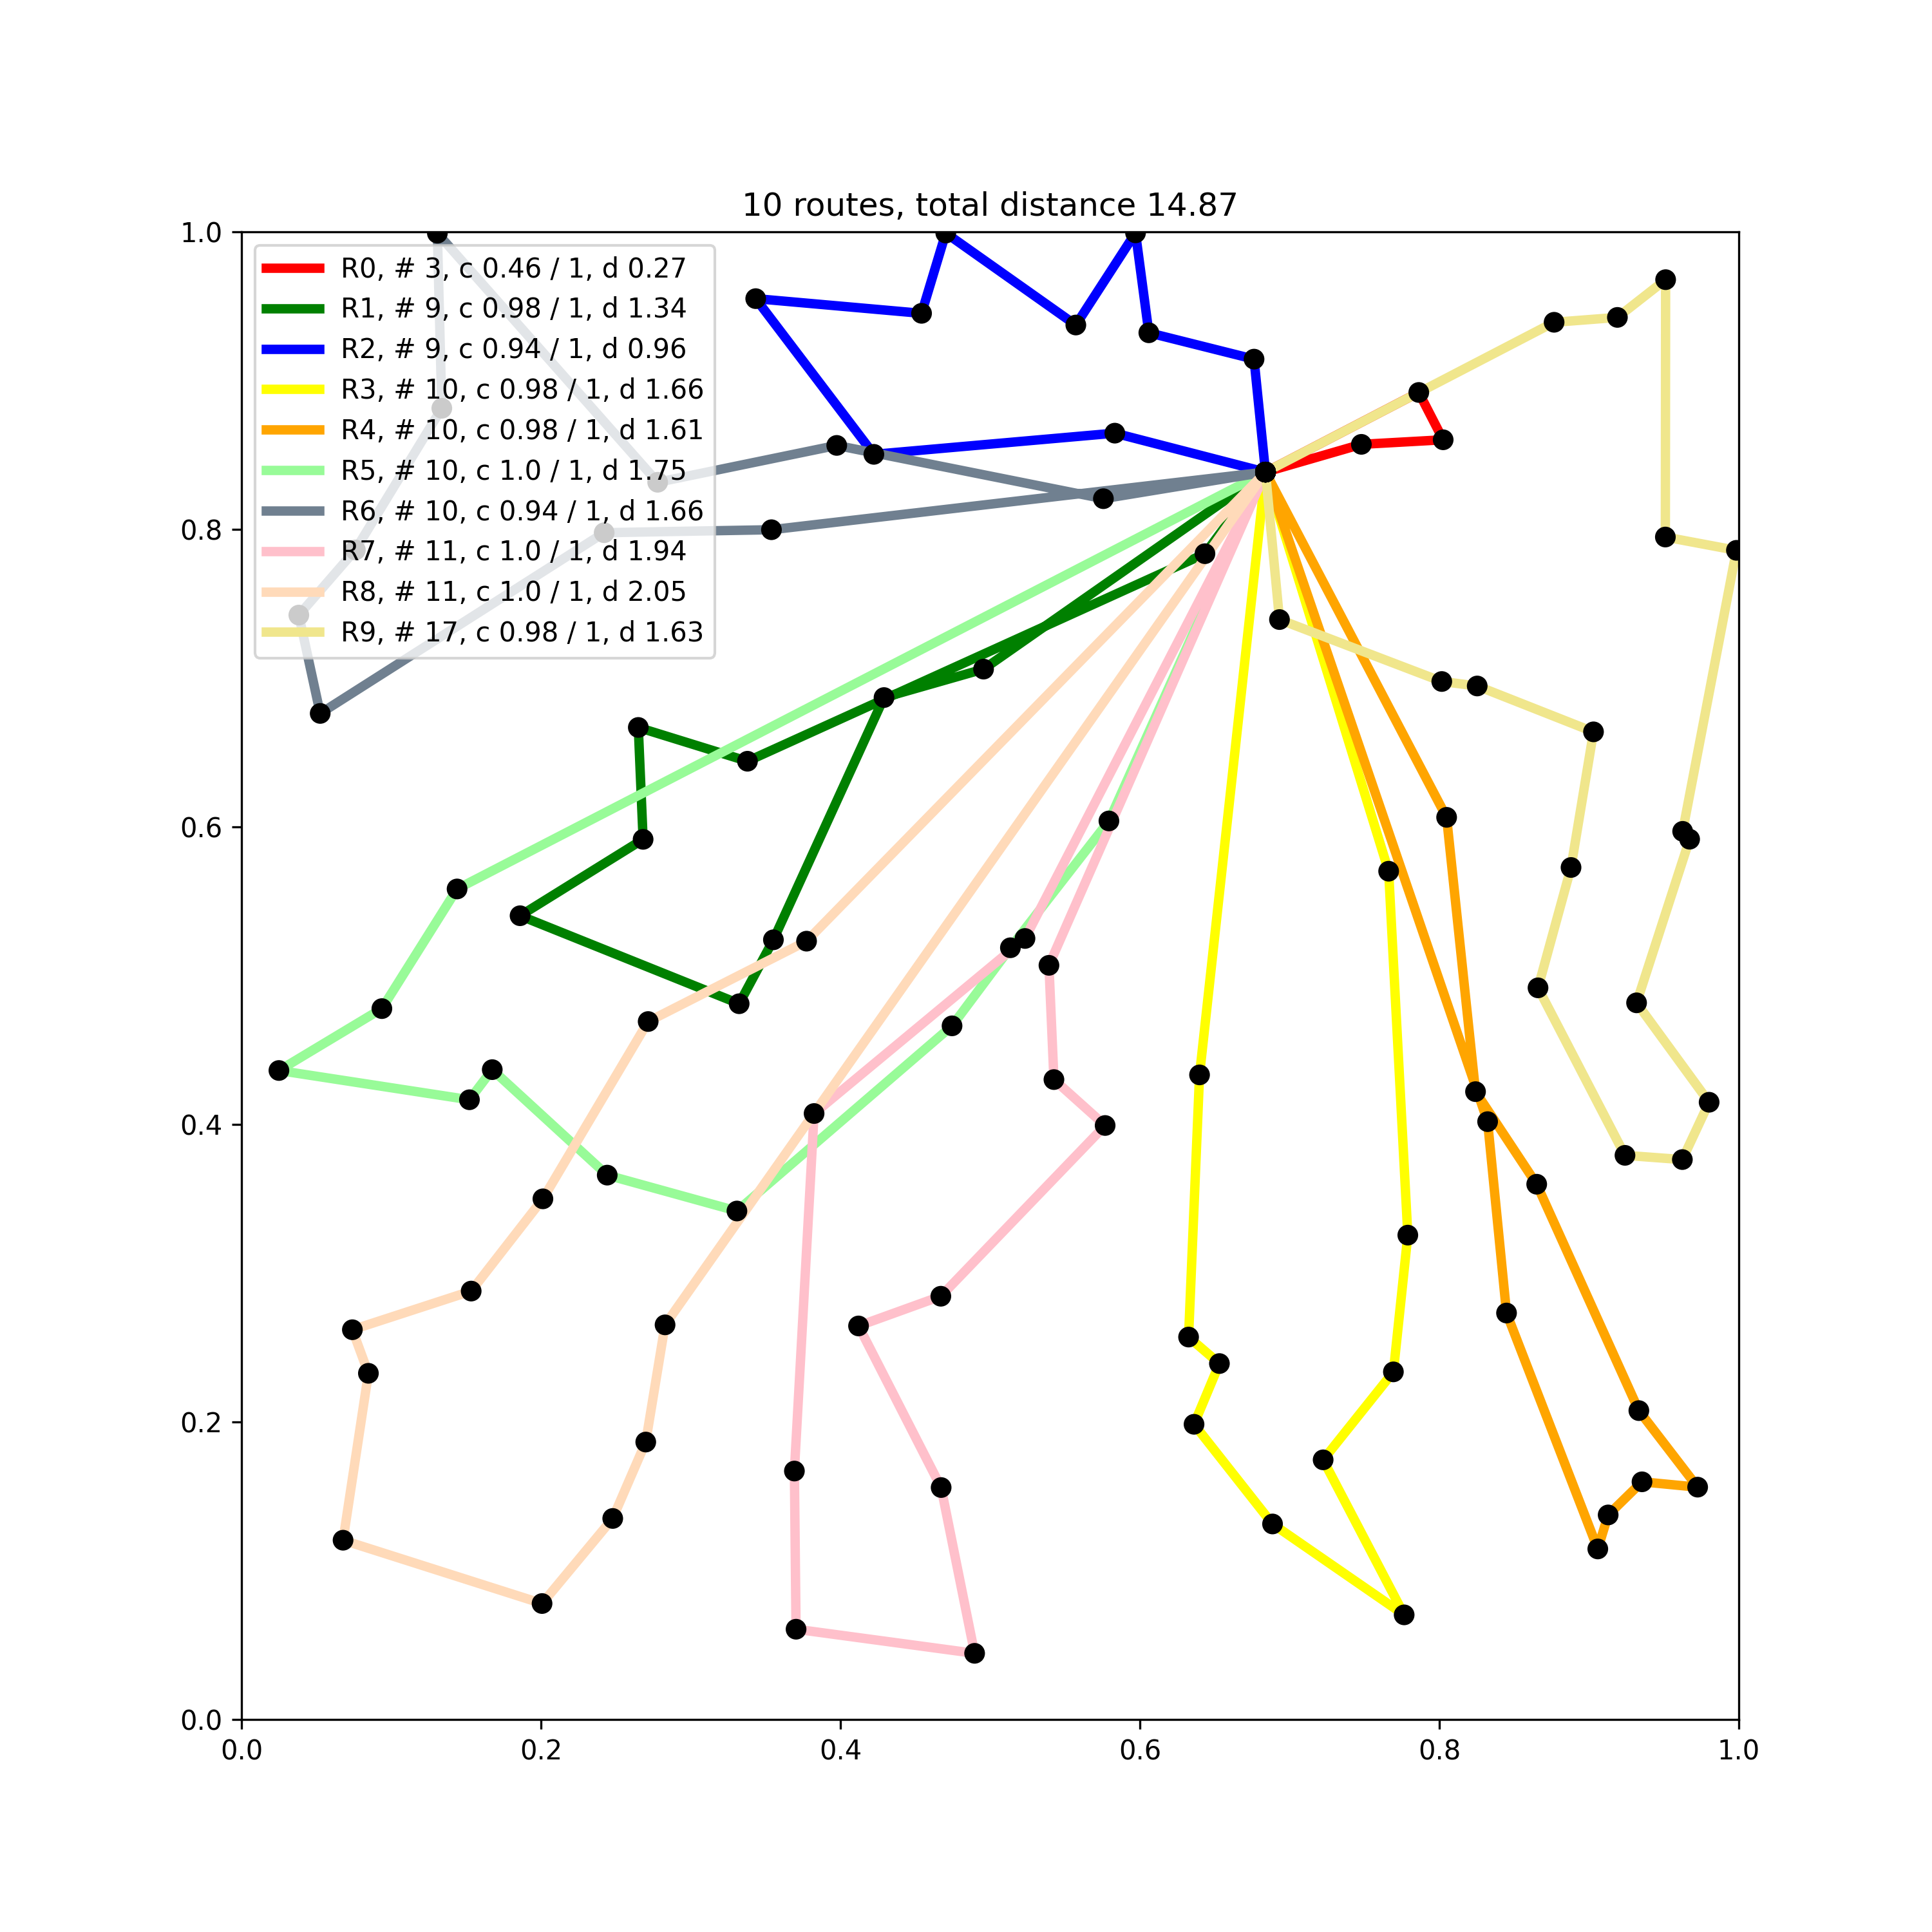 10 routes, total distance 14.87
1.0
R0, # 3, c 0.46 / 1, d 0.27
R1, # 9, c 0.98 / 1, d 1.34
R2, # 9, c 0.94 / 1, d 0.96
R3, # 10, c 0.98 / 1, d 1.66
R4, # 10, c 0.98 / 1, d 1.61
R5, # 10, c 1.0 / 1, d 1.75
R6, # 10, c 0.94 / 1, d 1.66
R7, # 11, c 1.0 / 1, d 1.94
R8, # 11, c 1.0 / 1, d 2.05
R9, # 17, c 0.98 / 1, d 1.63
0.8
0.6
0.4
0.2
0.0
0.0 0.2 0.4 0.6 0.8 1.0